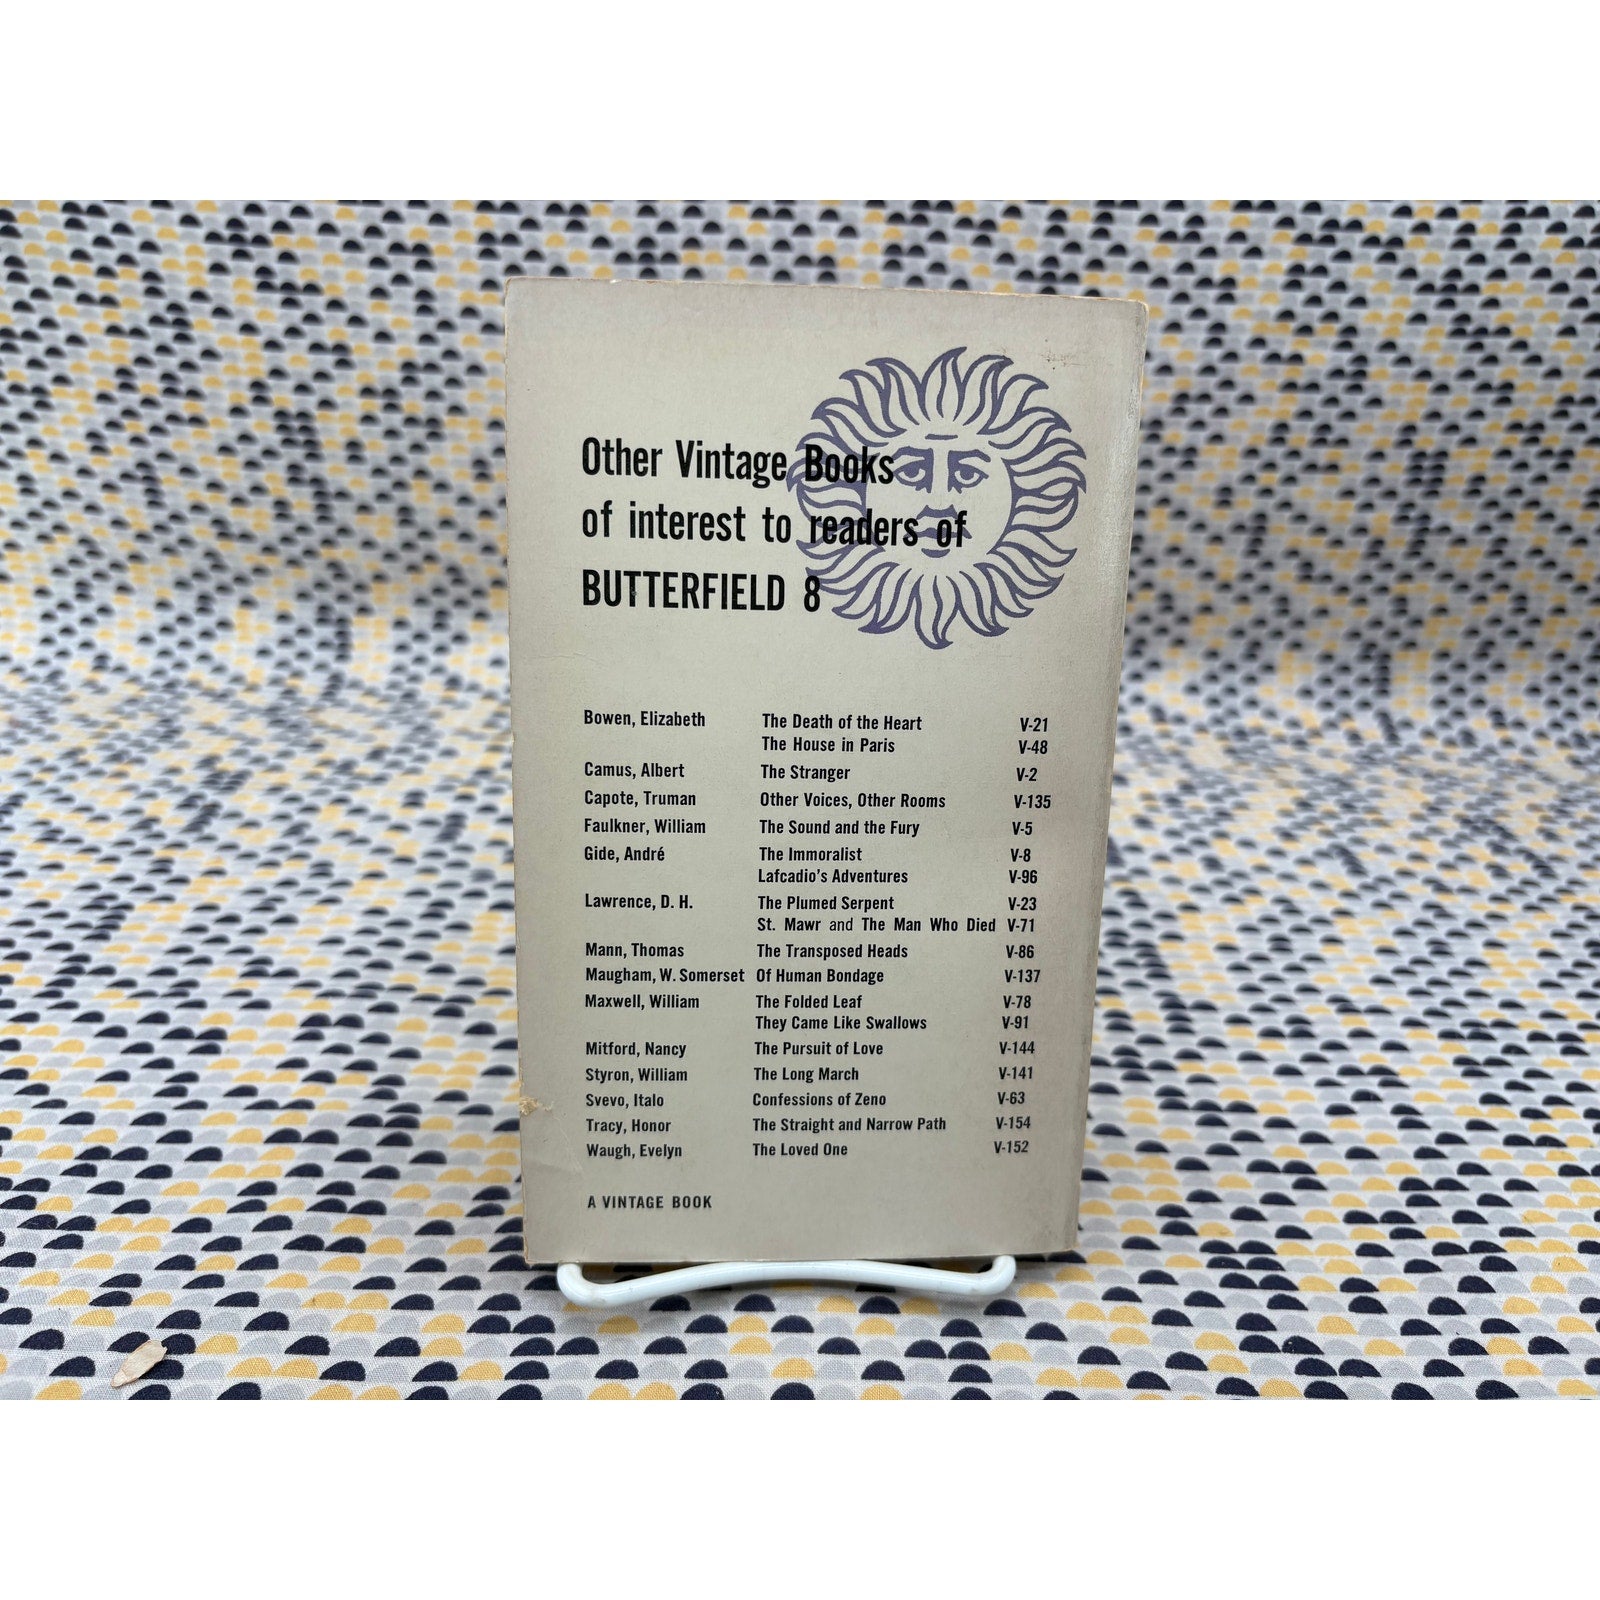 Other Vintage Books
of interest to readers of
BUTTERFIELD 8
Bowen, Elizabeth The Death of the Heart V-21
The House in Paris V-48
Camus, Albert The Stranger V-2
Capote, Truman Other Voices, Other Rooms V-135
Faulkner, William The Sound and the Fury V-5
Gide, André The Immoralist V-8
Lafcadio's Adventures V-96
Lawrence, D. H. The Plumed Serpent V-23
St. Mawr and The Man Who Died V-71
Mann, Thomas The Transposed Heads V-86
Maugham, W. Somerset Of Human Bondage V-137
Maxwell, William The Folded Leaf V-78
They Came Like Swallows V-91
Mitford, Nancy The Pursuit of Love V-144
Styron, William The Long March V-141
Svevo, Italo Confessions of Zeno V-63
Tracy, Honor The Straight and Narrow Path V-154
Waugh, Evelyn The Loved One V-152
A VINTAGE BOOK